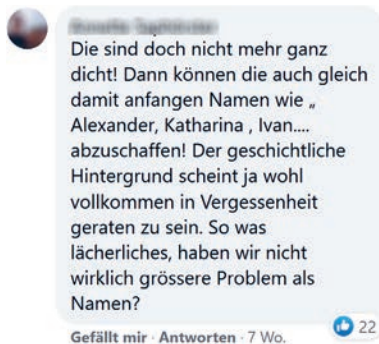 Die sind doch nicht mehr ganz
dicht! Dann können die auch gleich
damit anfangen Namen wie „
Alexander, Katharina , Ivan....
abzuschaffen! Der geschichtliche
Hintergrund scheint ja wohl
vollkommen in Vergessenheit
geraten zu sein. So was
lächerliches, haben wir nicht
wirklich grössere Problem als
Namen?
22
Gefällt mir · Antworten · 7 Wo.